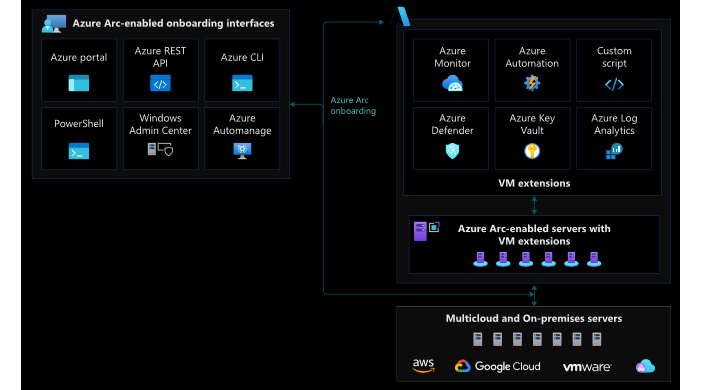 Azure Arc-enabled onboarding interfaces
Azure portal
Azure REST
API
Azure CLI
PowerShell
Windows
Admin Center
Azure
Automanage
Azure Arc
onboarding
Azure
Monitor
Azure
Automation
Custom
script
Azure
Defender
Azure Key
Vault
Azure Log
Analytics
VM extensions
Azure Arc-enabled servers with
VM extensions
Multicloud and On-premises servers
aws
Google Cloud
vmware